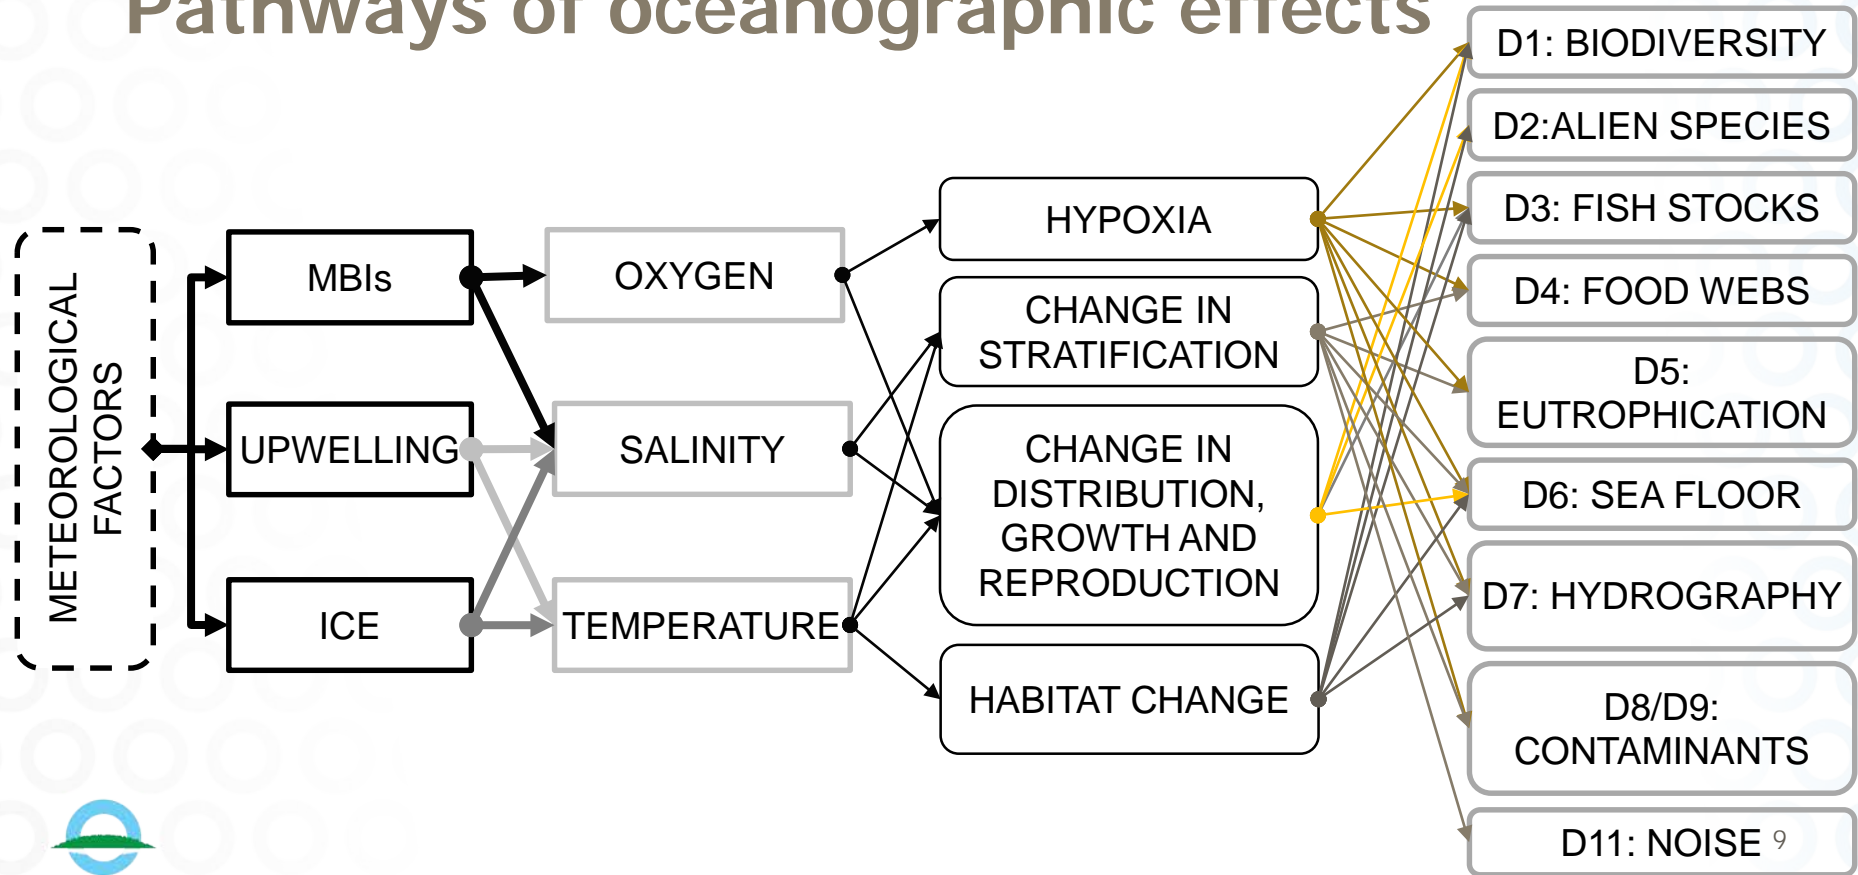 Pathways of oceanographic effects
METEOROLOGICAL
FACTORS
MBIs
UPWELLING
ICE
OXYGEN
SALINITY
TEMPERATURE
HYPOXIA
CHANGE IN
STRATIFICATION
CHANGE IN
DISTRIBUTION,
GROWTH AND
REPRODUCTION
HABITAT CHANGE
D1: BIODIVERSITY
D2:ALIEN SPECIES
D3: FISH STOCKS
D4: FOOD WEBS
D5:
EUTROPHICATION
D6: SEA FLOOR
D7: HYDROGRAPHY
D8/D9:
CONTAMINANTS
D11: NOISE
9